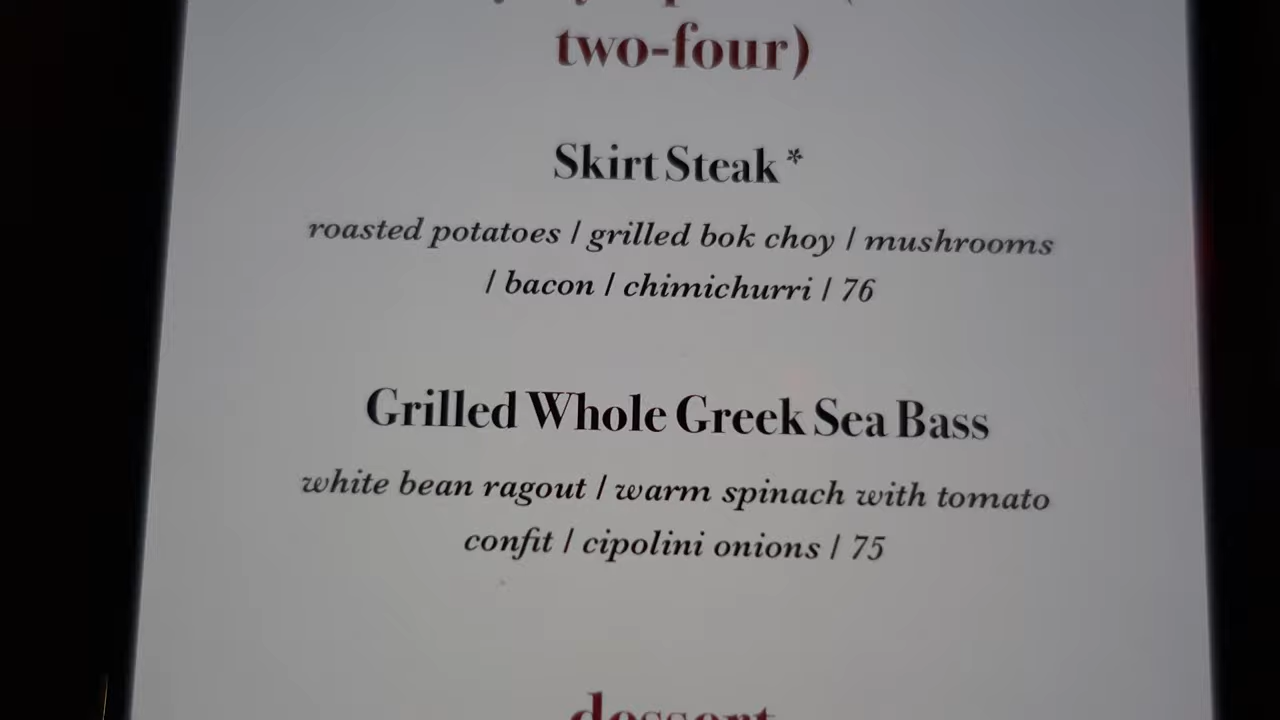 two-four)
Skirt Steak *
roasted potatoes / grilled bok choy / mushrooms
/ bacon / chimichurri / 76
Grilled Whole Greek Sea Bass
white bean ragout / warm spinach with tomato
confit / cipolini onions / 75
dessert